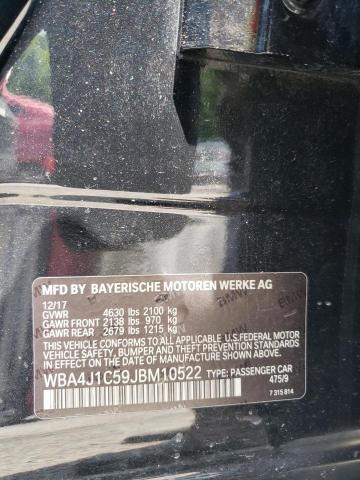 MFD BY BAYERISCHE MOTOREN WERKE AG
12/17
GVWR 4630 lbs 2100 kg
GAWR FRONT 2138 lbs 970 kg
GAWR REAR 2679 lbs 1215 kg
THIS VEHICLE CONFORMS TO ALL APPLICABLE U.S. FEDERAL MOTOR
VEHICLE SAFETY, BUMPER, AND THEFT PREVENTION STANDARDS
IN EFFECT ON THE DATE OF MANUFACTURE SHOWN ABOVE.
WBA4J1C59JBM10522 TYPE: PASSENGER CAR
475/9
7 315 814